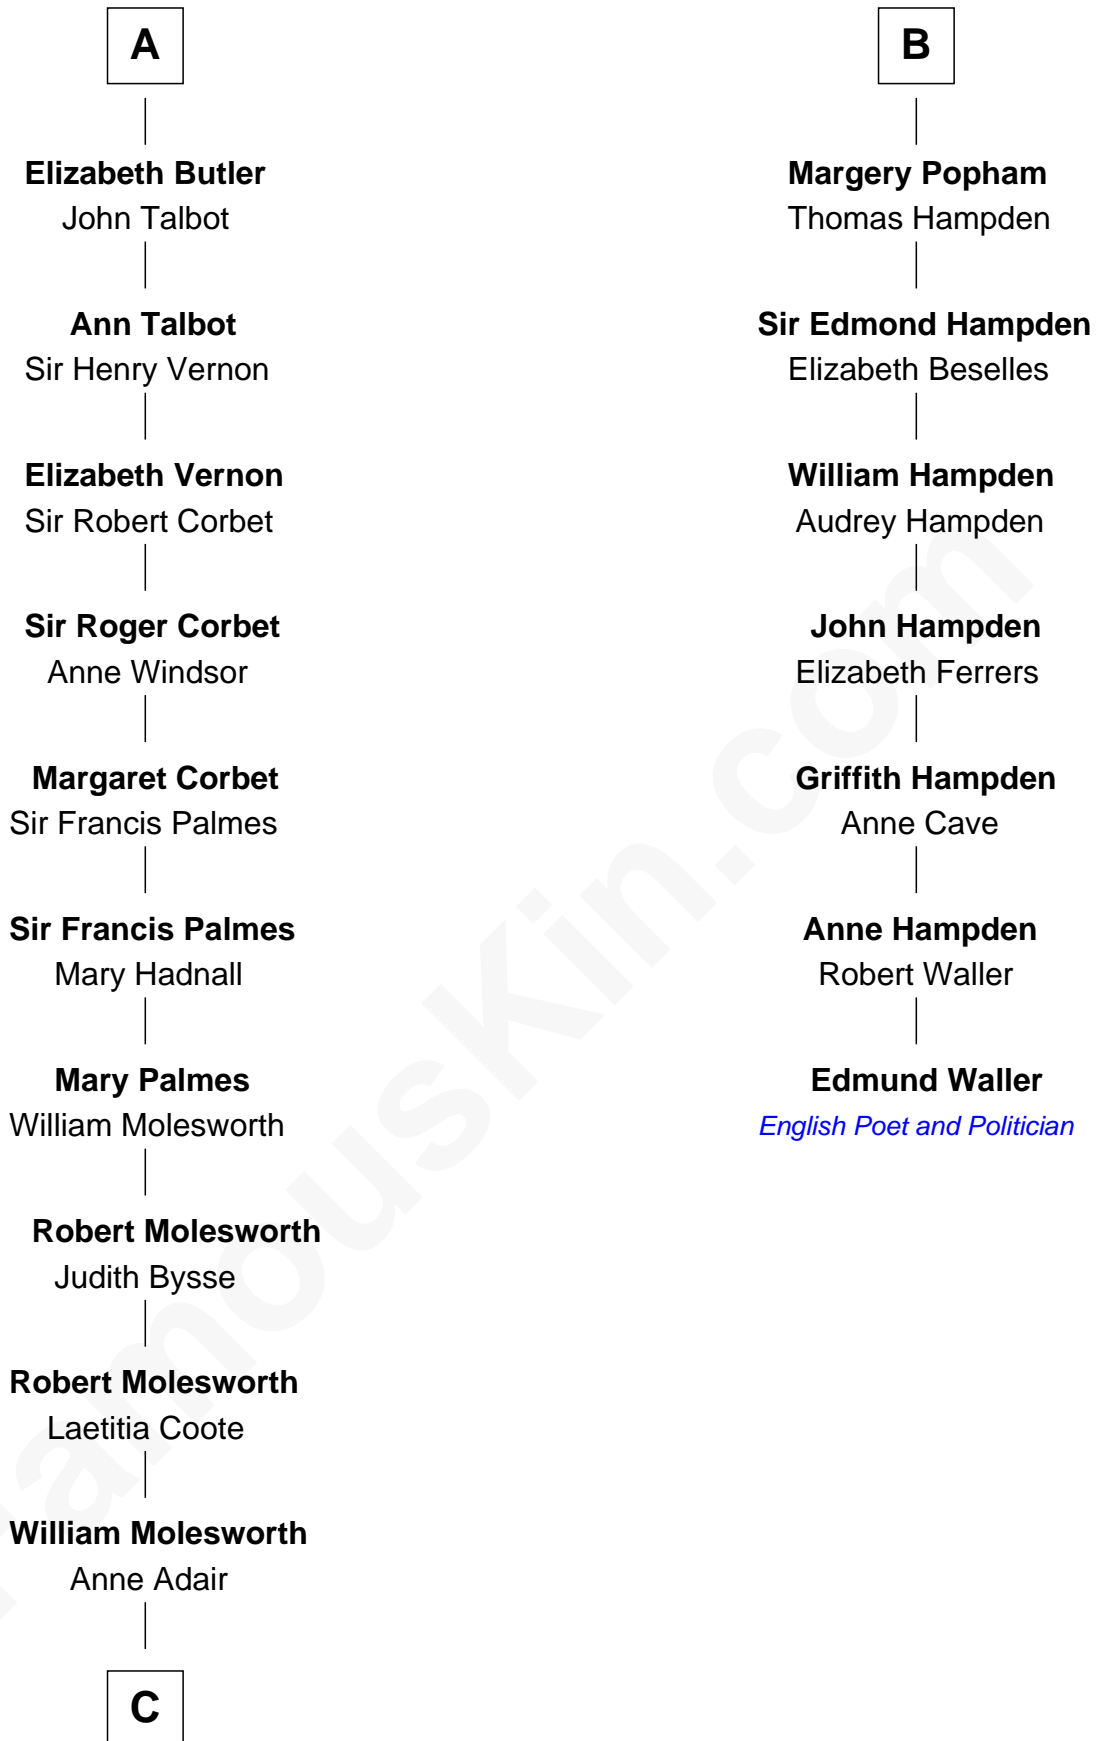 A
Elizabeth Butler
John Talbot
Ann Talbot
Sir Henry Vernon
Elizabeth Vernon
Sir Robert Corbet
Sir Roger Corbet
Anne Windsor
Margaret Corbet
Sir Francis Palmes
Sir Francis Palmes
Mary Hadnall
Mary Palmes
William Molesworth
Robert Molesworth
Judith Bysse
Robert Molesworth
Laetitia Coote
William Molesworth
Anne Adair
C
B
Margery Popham
Thomas Hampden
Sir Edmond Hampden
Elizabeth Beselles
William Hampden
Audrey Hampden
John Hampden
Elizabeth Ferrers
Griffith Hampden
Anne Cave
Anne Hampden
Robert Waller
Edmund Waller
English Poet and Politician
FamousKin.com